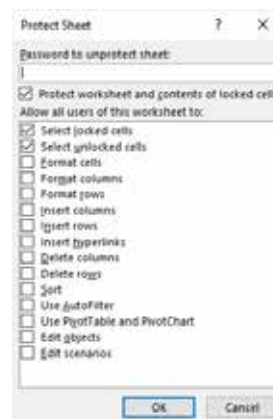 Protect Sheet ? X
Password to unprotect sheet:
Protect worksheet and contents of locked cell
Allow all users of this worksheet to:
Select locked cells
Select unlocked cells
Format cells
Format columns
Format rows
Insert columns
Insert rows
Insert hyperlinks
Delete columns
Delete rows
Sort
Use AutoFilter
Use PivotTable and PivotChart
Edit objects
Edit scenarios
OK Cancel